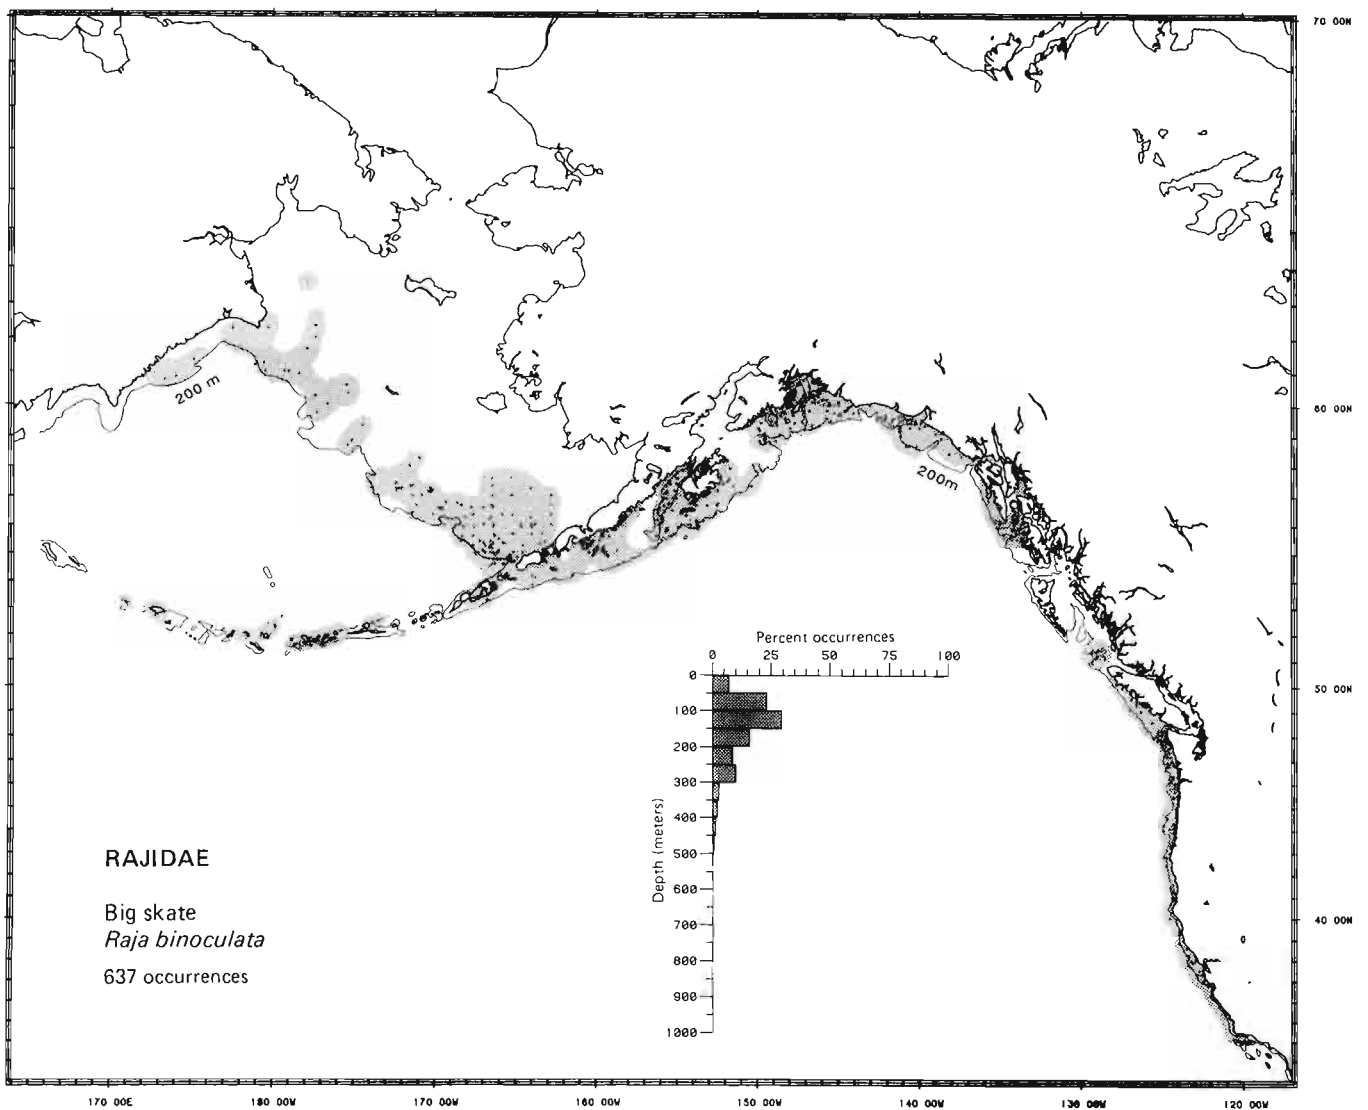 70 00N
200 m
60 00N
200m
Percent occurrences
0 25 50 75 100
50 00N
0
100
200
300
400
500
600
700
800
900
1000
Depth (meters)
RAJIDAE
Big skate
Raja binoculata
637 occurrences
40 00N
170 00E 180 00W 170 00W 160 00W 150 00W 140 00W 130 00W 120 00W